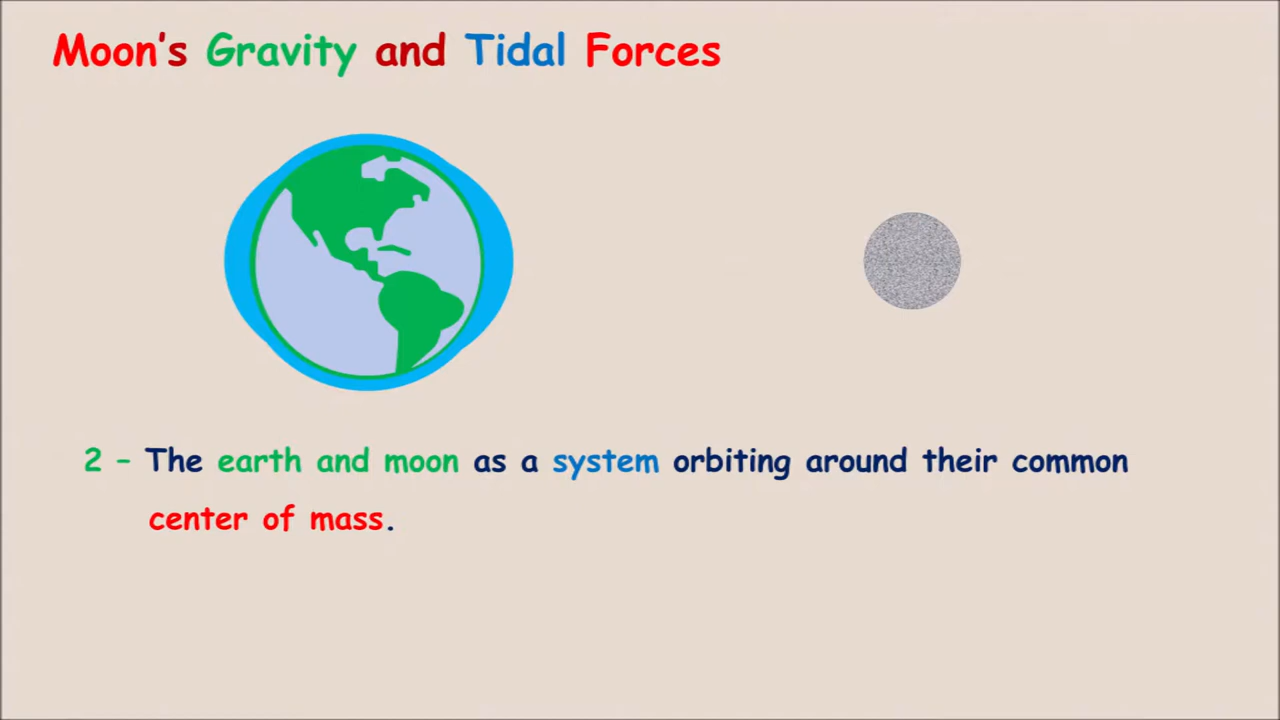 Moon's Gravity and Tidal Forces
2 – The earth and moon as a system orbiting around their common
center of mass.